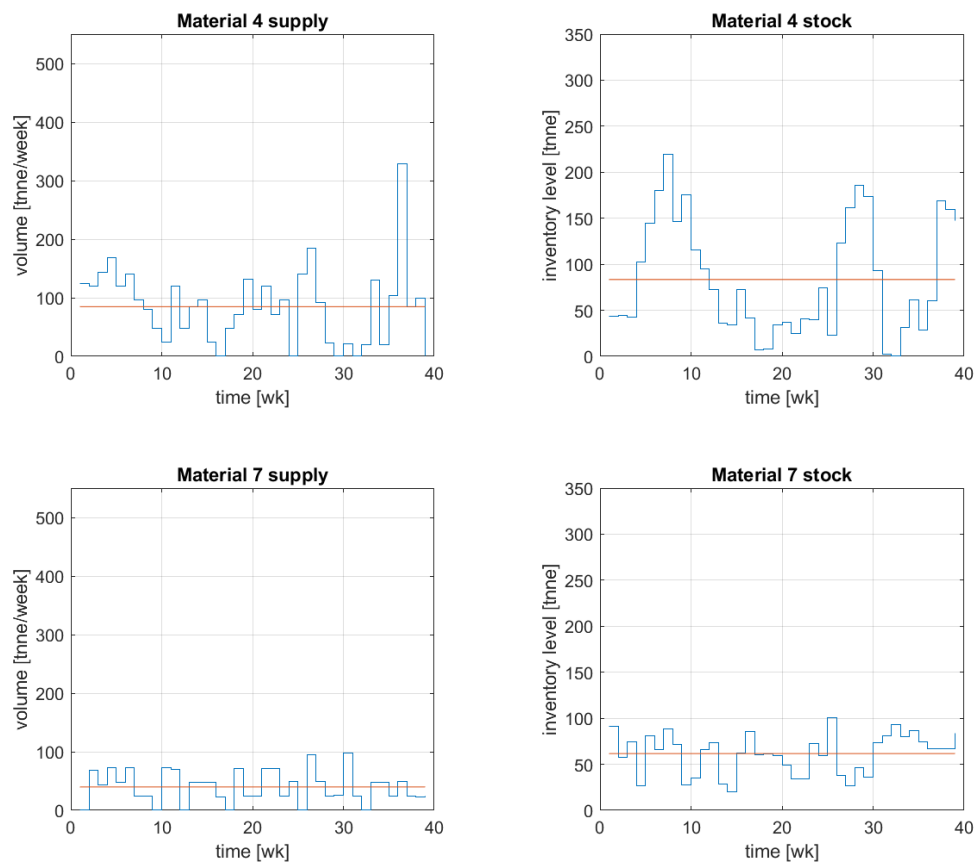 Material 4 supply
volume [tnne/week]
500
400
300
200
100
0
0 10 20 30 40
time [wk]
Material 4 stock
inventory level [tnne]
350
300
250
200
150
100
50
0
0 10 20 30 40
time [wk]
Material 7 supply
volume [tnne/week]
500
400
300
200
100
0
0 10 20 30 40
time [wk]
Material 7 stock
inventory level [tnne]
350
300
250
200
150
100
50
0
0 10 20 30 40
time [wk]